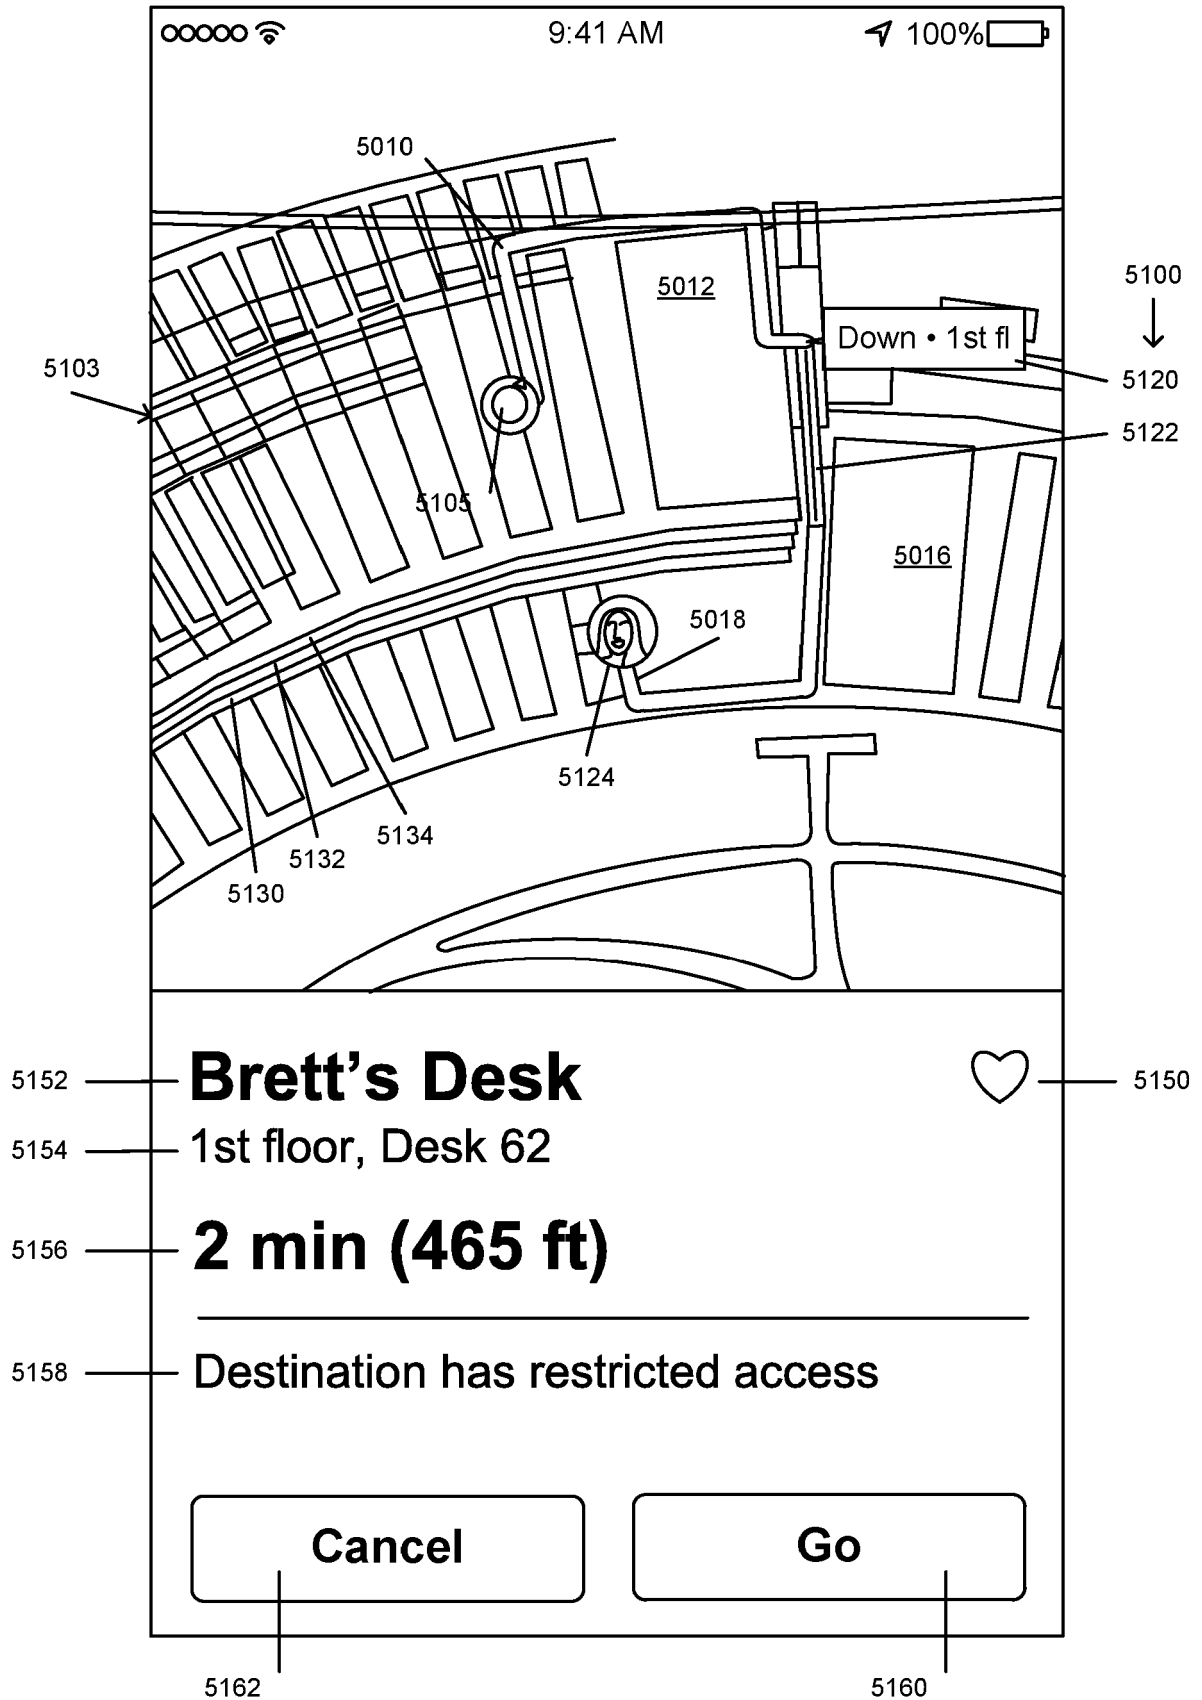 9:41 AM
100%
5010
5012
5100
Down • 1st fl
5103
5120
5122
5105
5016
5018
5124
5134
5132
5130
5152
Brett’s Desk
5150
5154
1st floor, Desk 62
5156
2 min (465 ft)
5158
Destination has restricted access
Cancel
Go
5162
5160